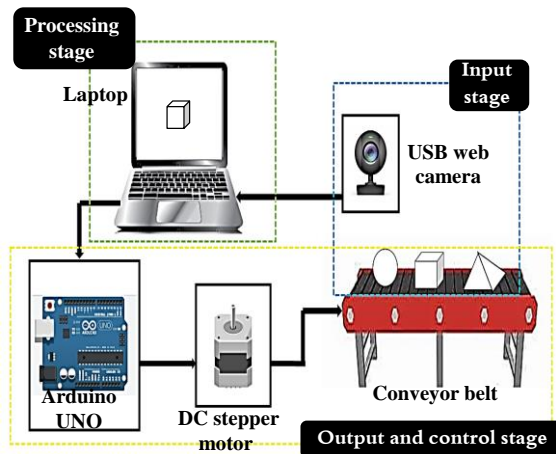 Processing
stage
Laptop
Input
stage
USB web
camera
UNO
Arduino
UNO
DC stepper
motor
Conveyor belt
Output and control stage